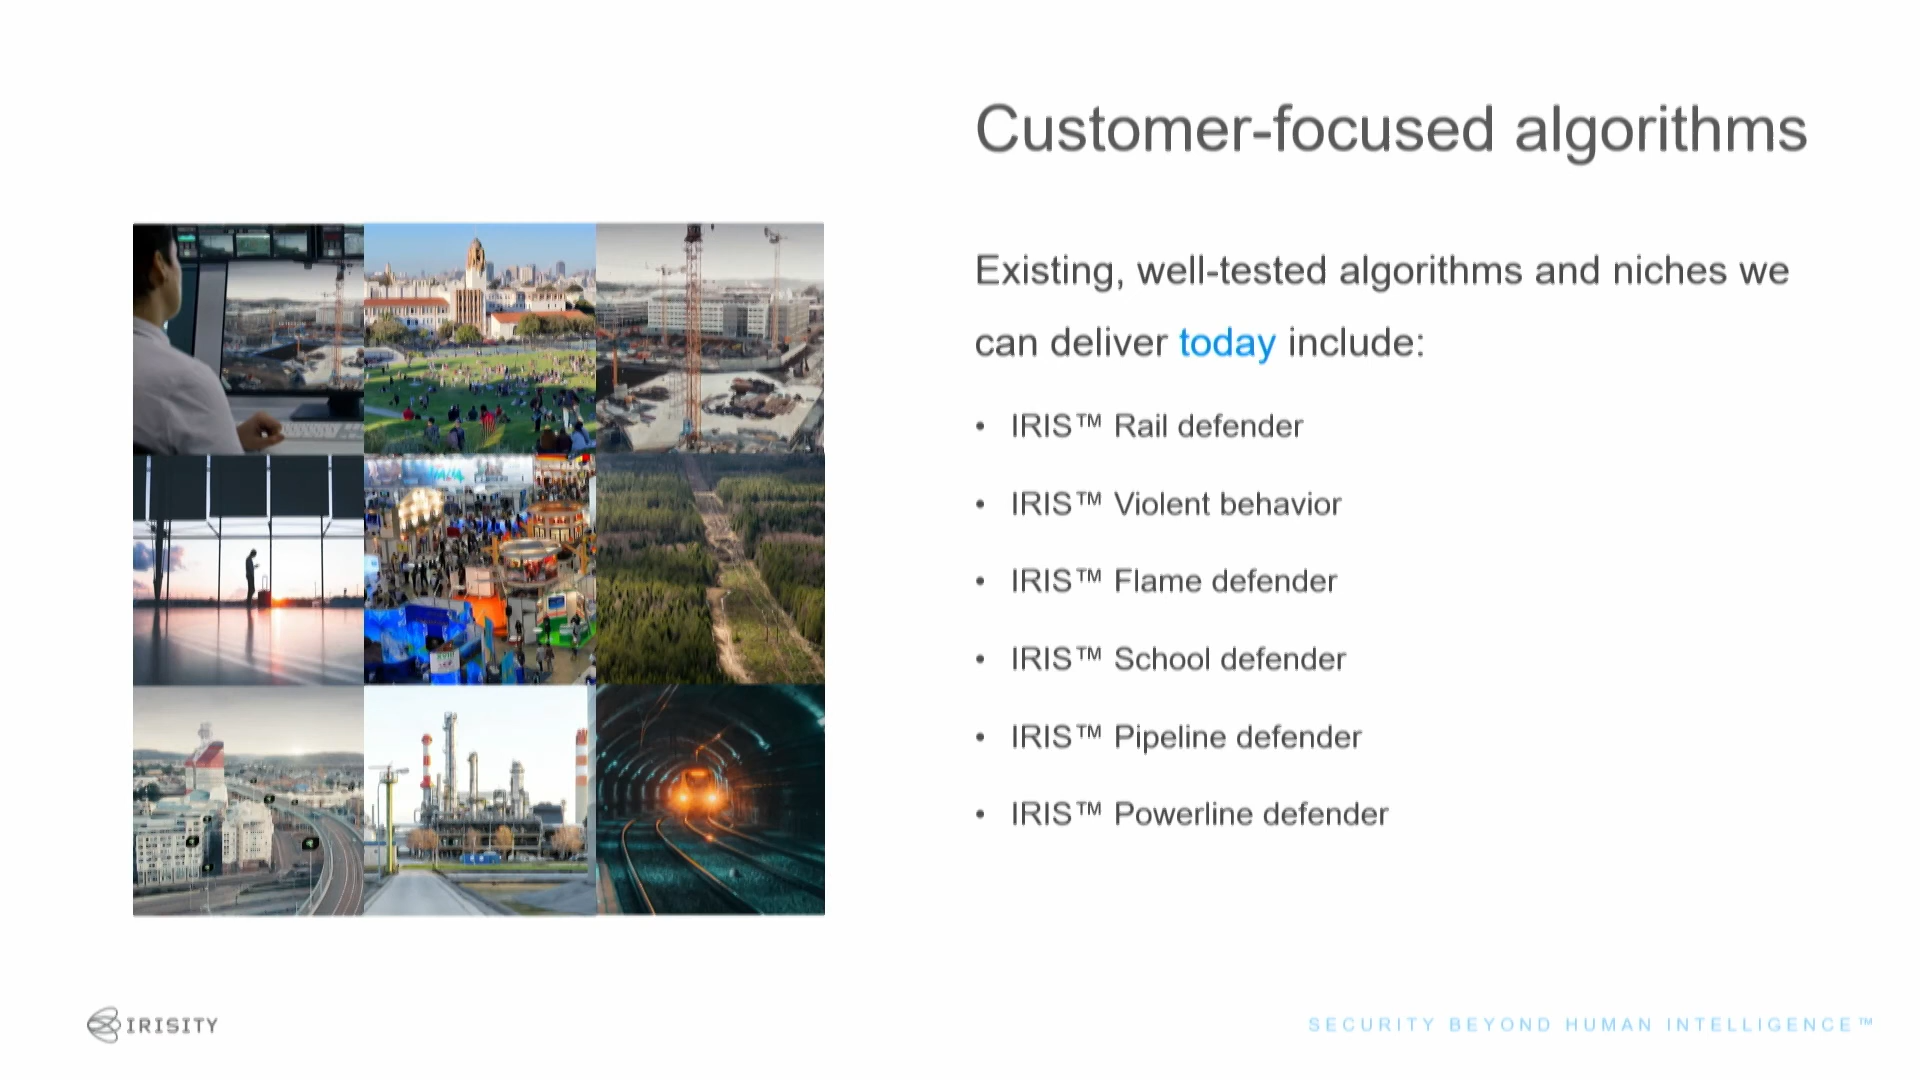 Customer-focused algorithms
Existing, well-tested algorithms and niches we
can deliver today include:
• IRIS™ Rail defender
• IRIS™ Violent behavior
• IRIS™ Flame defender
• IRIS™ School defender
• IRIS™ Pipeline defender
• IRIS™ Powerline defender
IRISITY
SECURITY BEYOND HUMAN INTELLIGENCE™